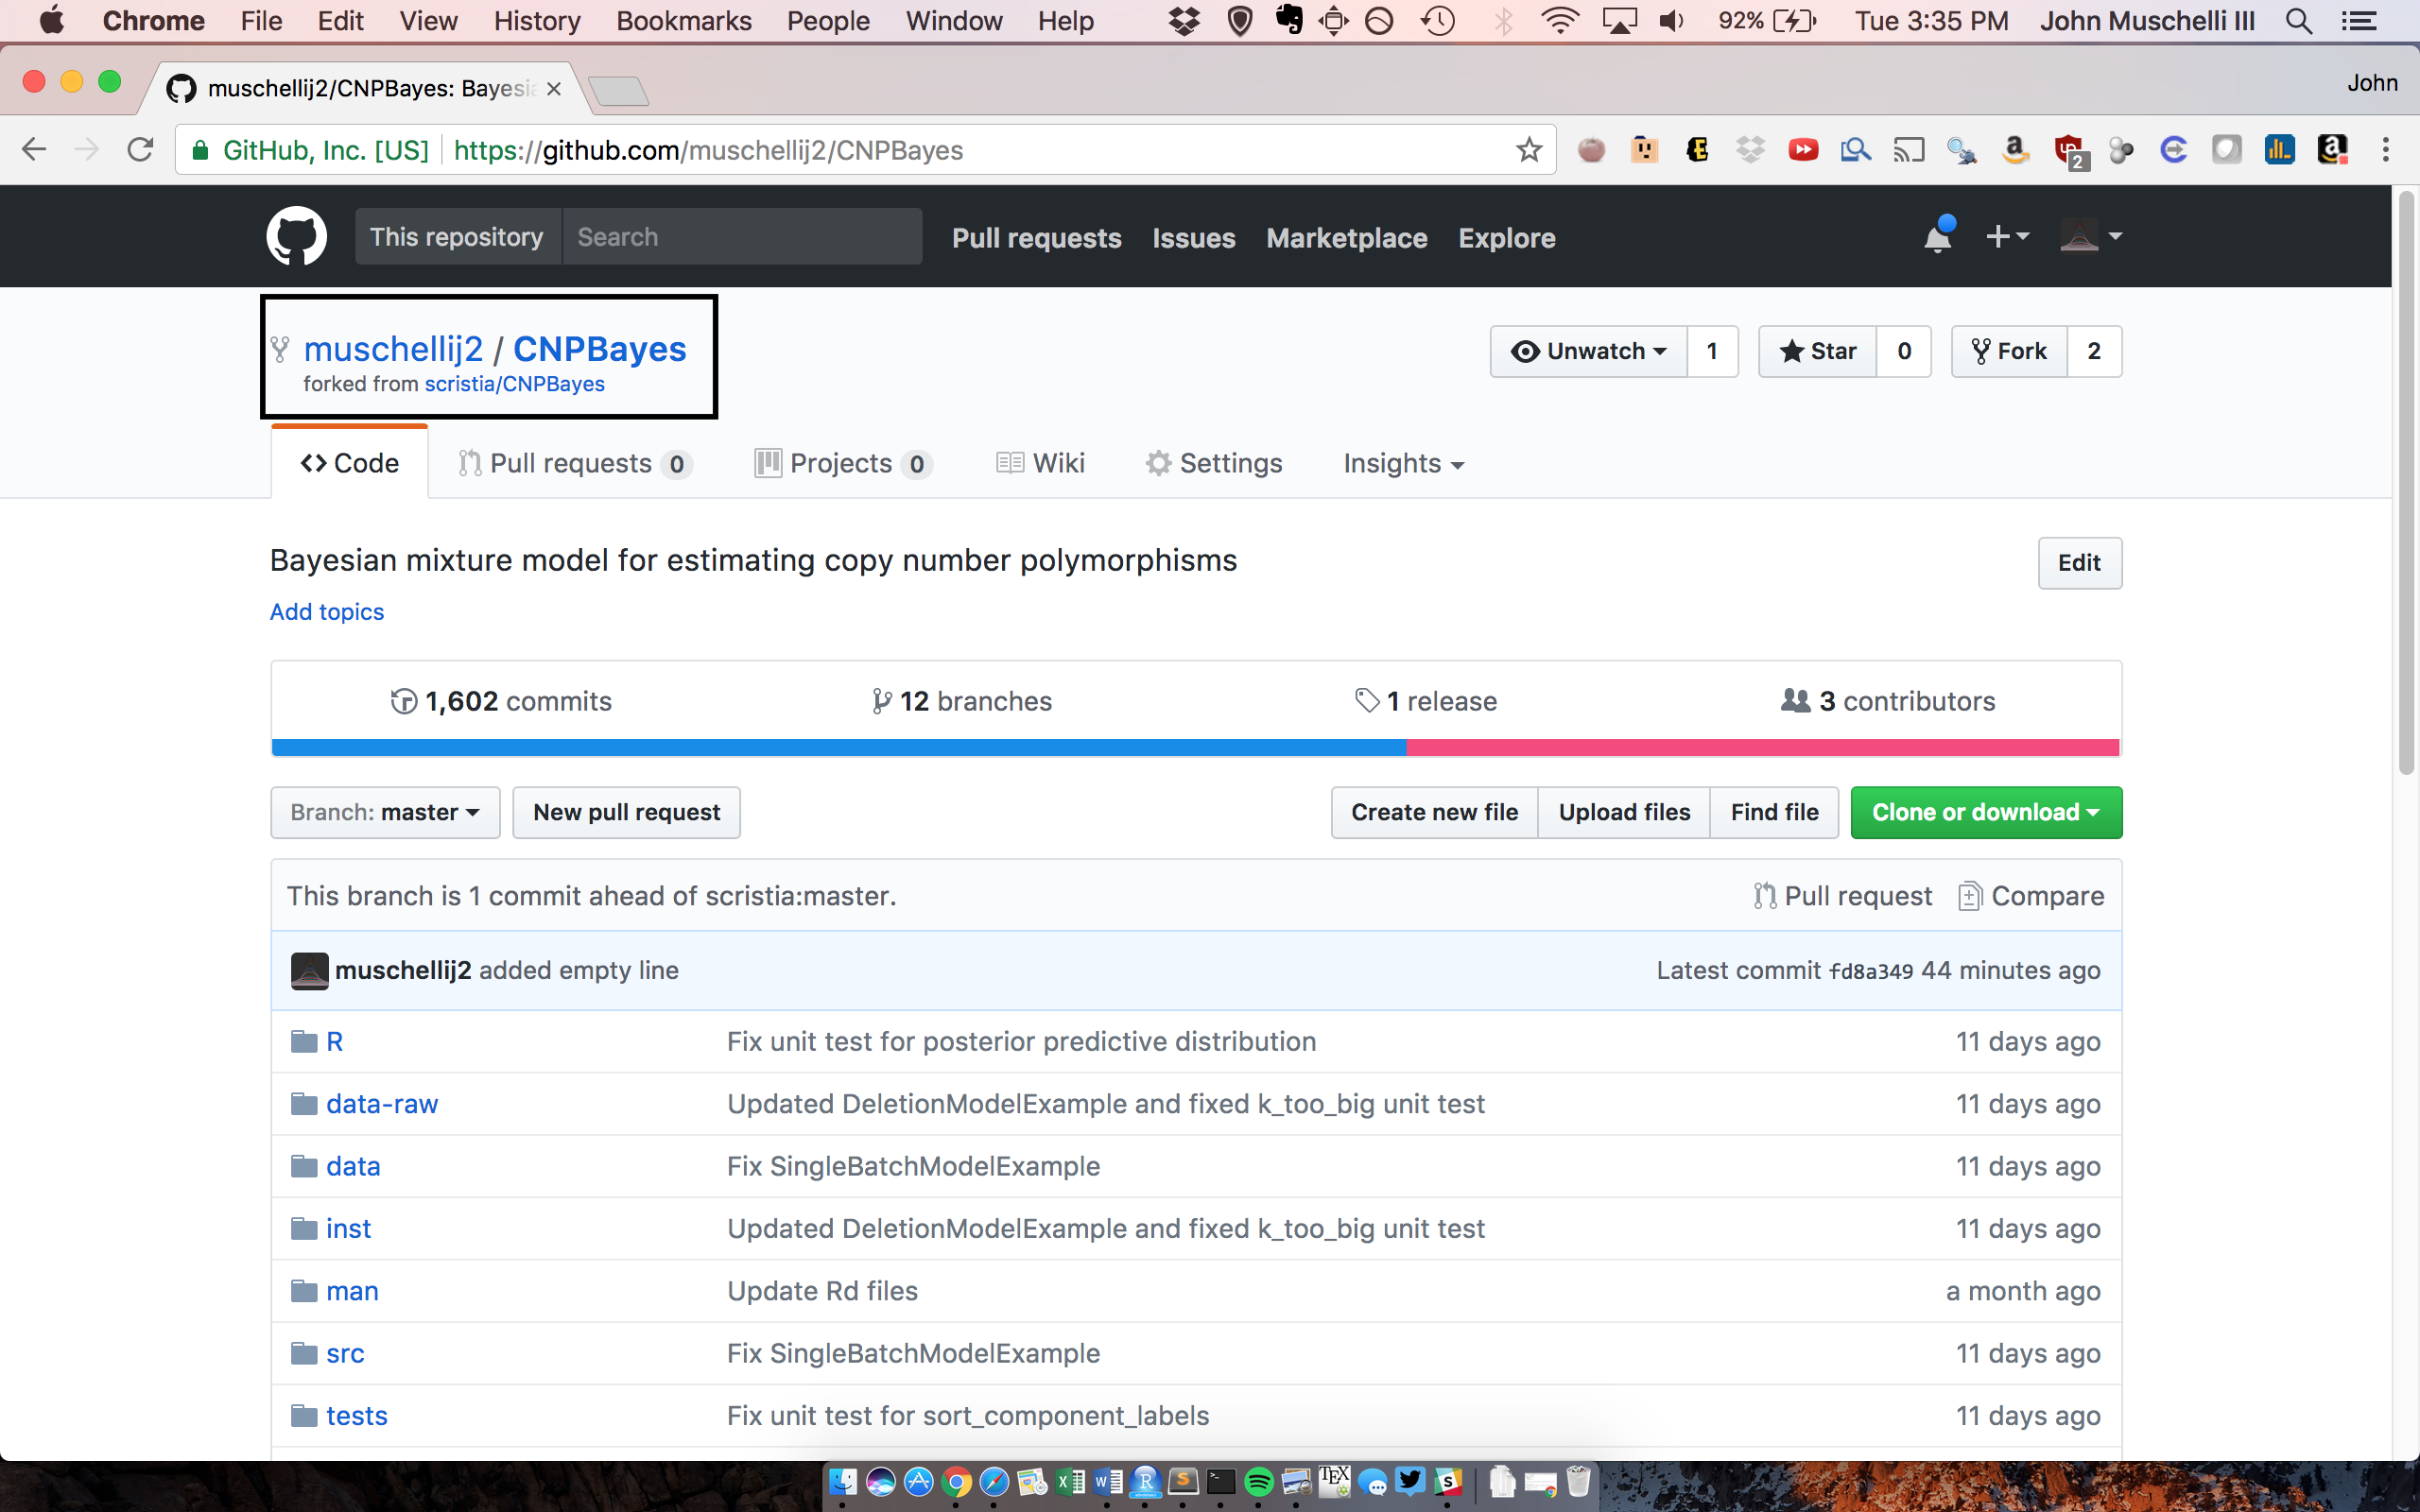 Chrome File Edit View History Bookmarks People Window Help 92% Tue 3:35 PM John Muschelli III
muschellij2/CNPBayes: Bayesia John
GitHub, Inc. [US] https://github.com/muschellij2/CNPBayes 2
This repository Search Pull requests Issues Marketplace Explore
muschellij2 / CNPBayes Unwatch 1 Star 0 Fork 2
forked from scristia/CNPBayes
Code Pull requests 0 Projects 0 Wiki Settings Insights
Bayesian mixture model for estimating copy number polymorphisms Edit
Add topics
1,602 commits 12 branches 1 release 3 contributors
Branch: master New pull request Create new file Upload files Find file Clone or download
This branch is 1 commit ahead of scristia:master. Pull request Compare
muschellij2 added empty line Latest commit fd8a349 44 minutes ago
R Fix unit test for posterior predictive distribution 11 days ago
data-raw Updated DeletionModelExample and fixed k_too_big unit test 11 days ago
data Fix SingleBatchModelExample 11 days ago
inst Updated DeletionModelExample and fixed k_too_big unit test 11 days ago
man Update Rd files a month ago
src Fix SingleBatchModelExample 11 days ago
tests Fix unit test for sort_component_labels 11 days ago